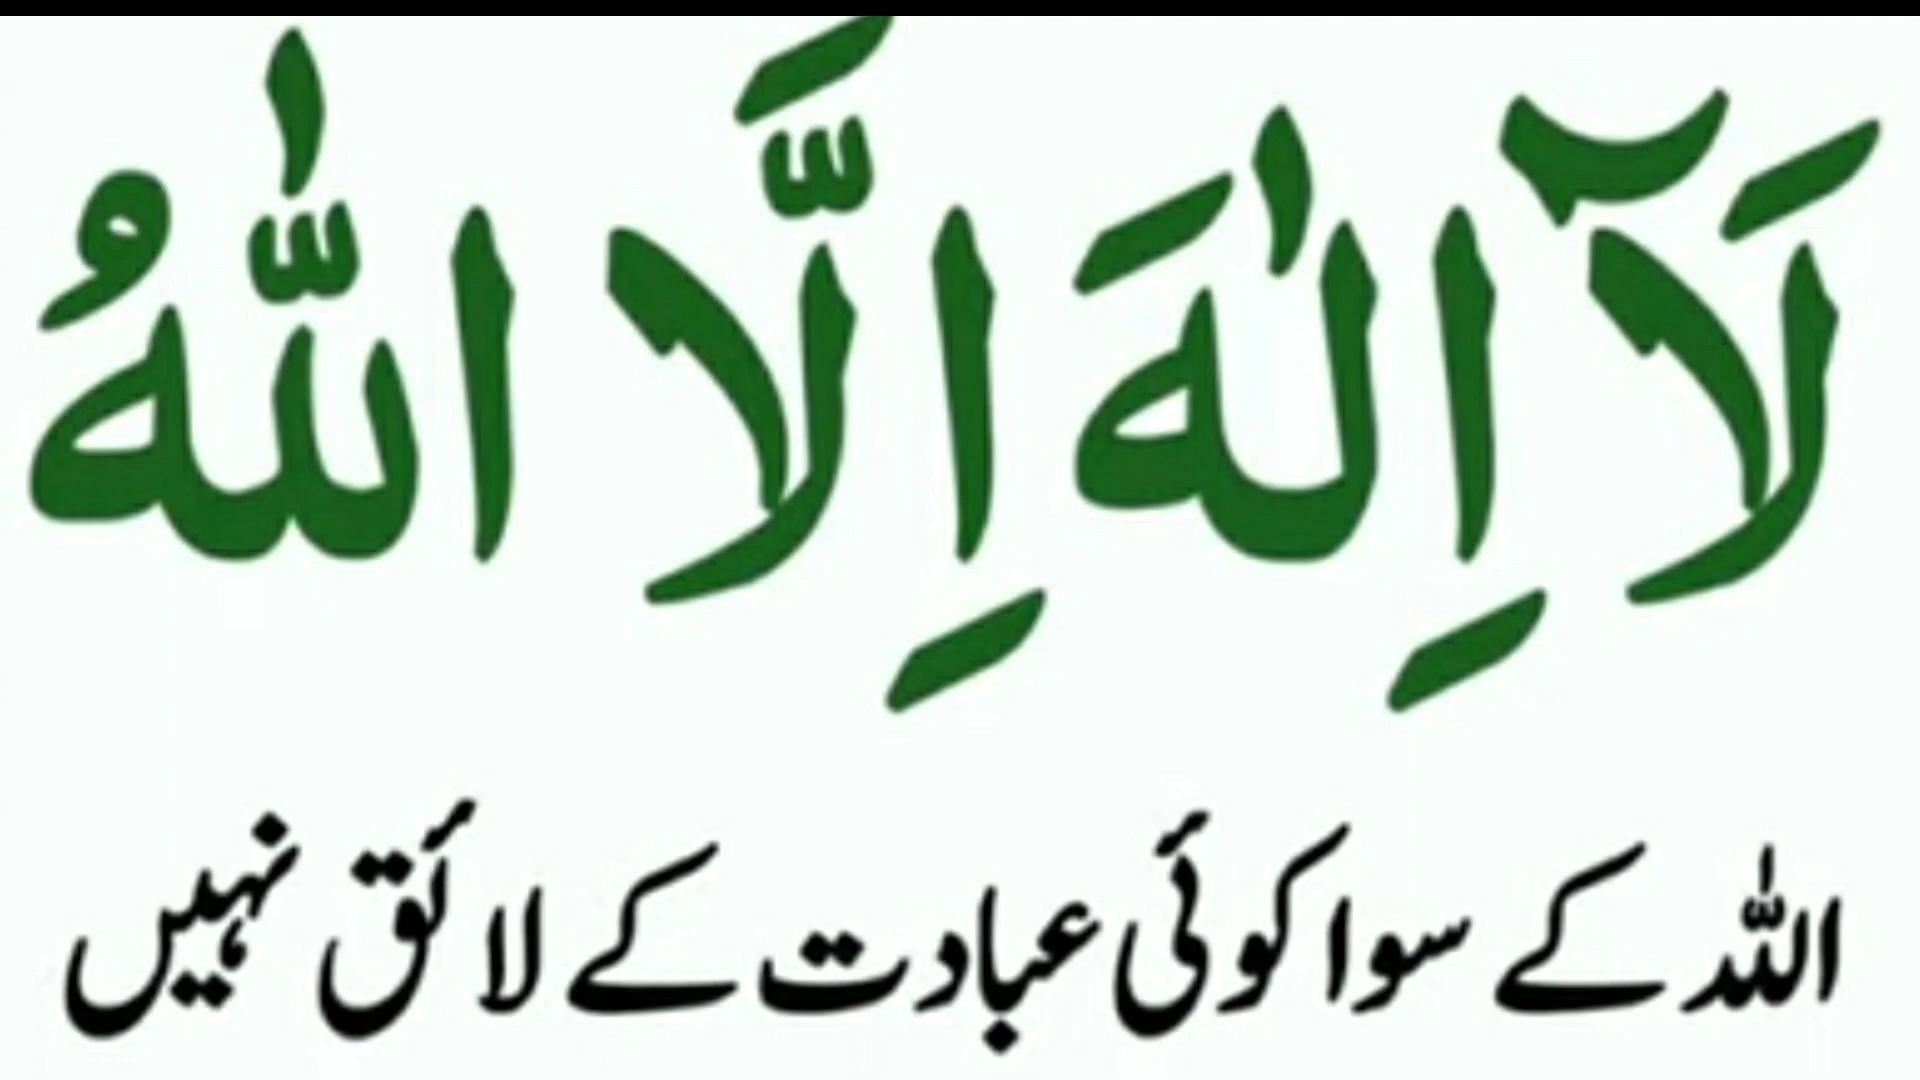 لَآ اِلٰهَ اِلَّا اللّٰهُ
اللہ کے سوا کوئی عبادت کے لائق نہیں